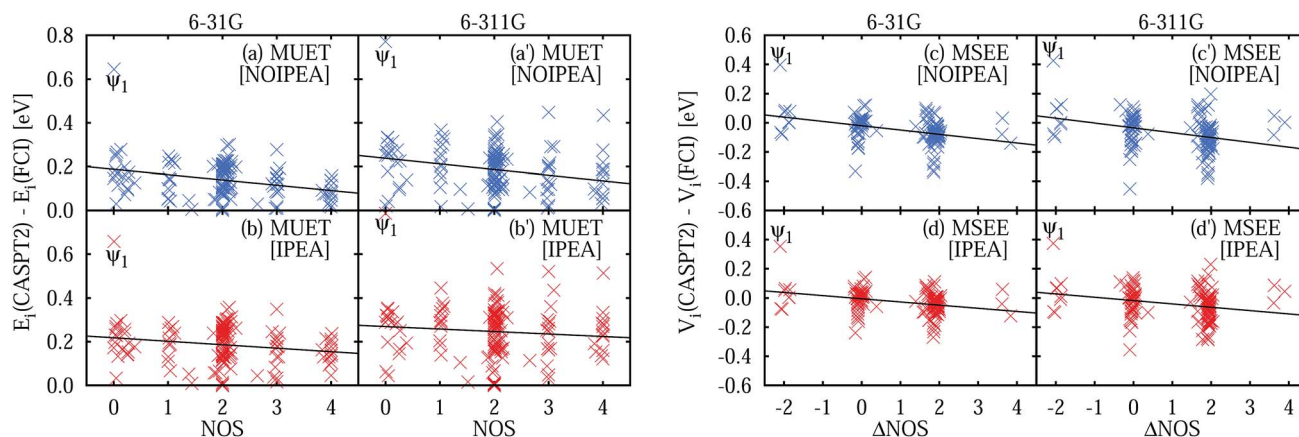 6-31G 6-311G
0.8
0.6
0.4
0.2
0.0
(a) MUET
[NOIPEA]
ψ1
(a') MUET
[NOIPEA]
ψ1
0.6
0.4
0.2
0.0
(b) MUET
[IPEA]
ψ1
(b') MUET
[IPEA]
ψ1
Ei(CASPT2) - Ei(FCI) [eV]
0 1 2 3 4 0 1 2 3 4
NOS NOS
6-31G 6-311G
0.6
0.4
0.2
0.0
-0.2
-0.4
-0.6
(c) MSEE
[NOIPEA]
ψ1
(c') MSEE
[NOIPEA]
ψ1
0.4
0.2
0.0
-0.2
-0.4
-0.6
(d) MSEE
[IPEA]
ψ1
(d') MSEE
[IPEA]
ψ1
Vi(CASPT2) - Vi(FCI) [eV]
-2 -1 0 1 2 3 4 -2 -1 0 1 2 3 4
ΔNOS ΔNOS